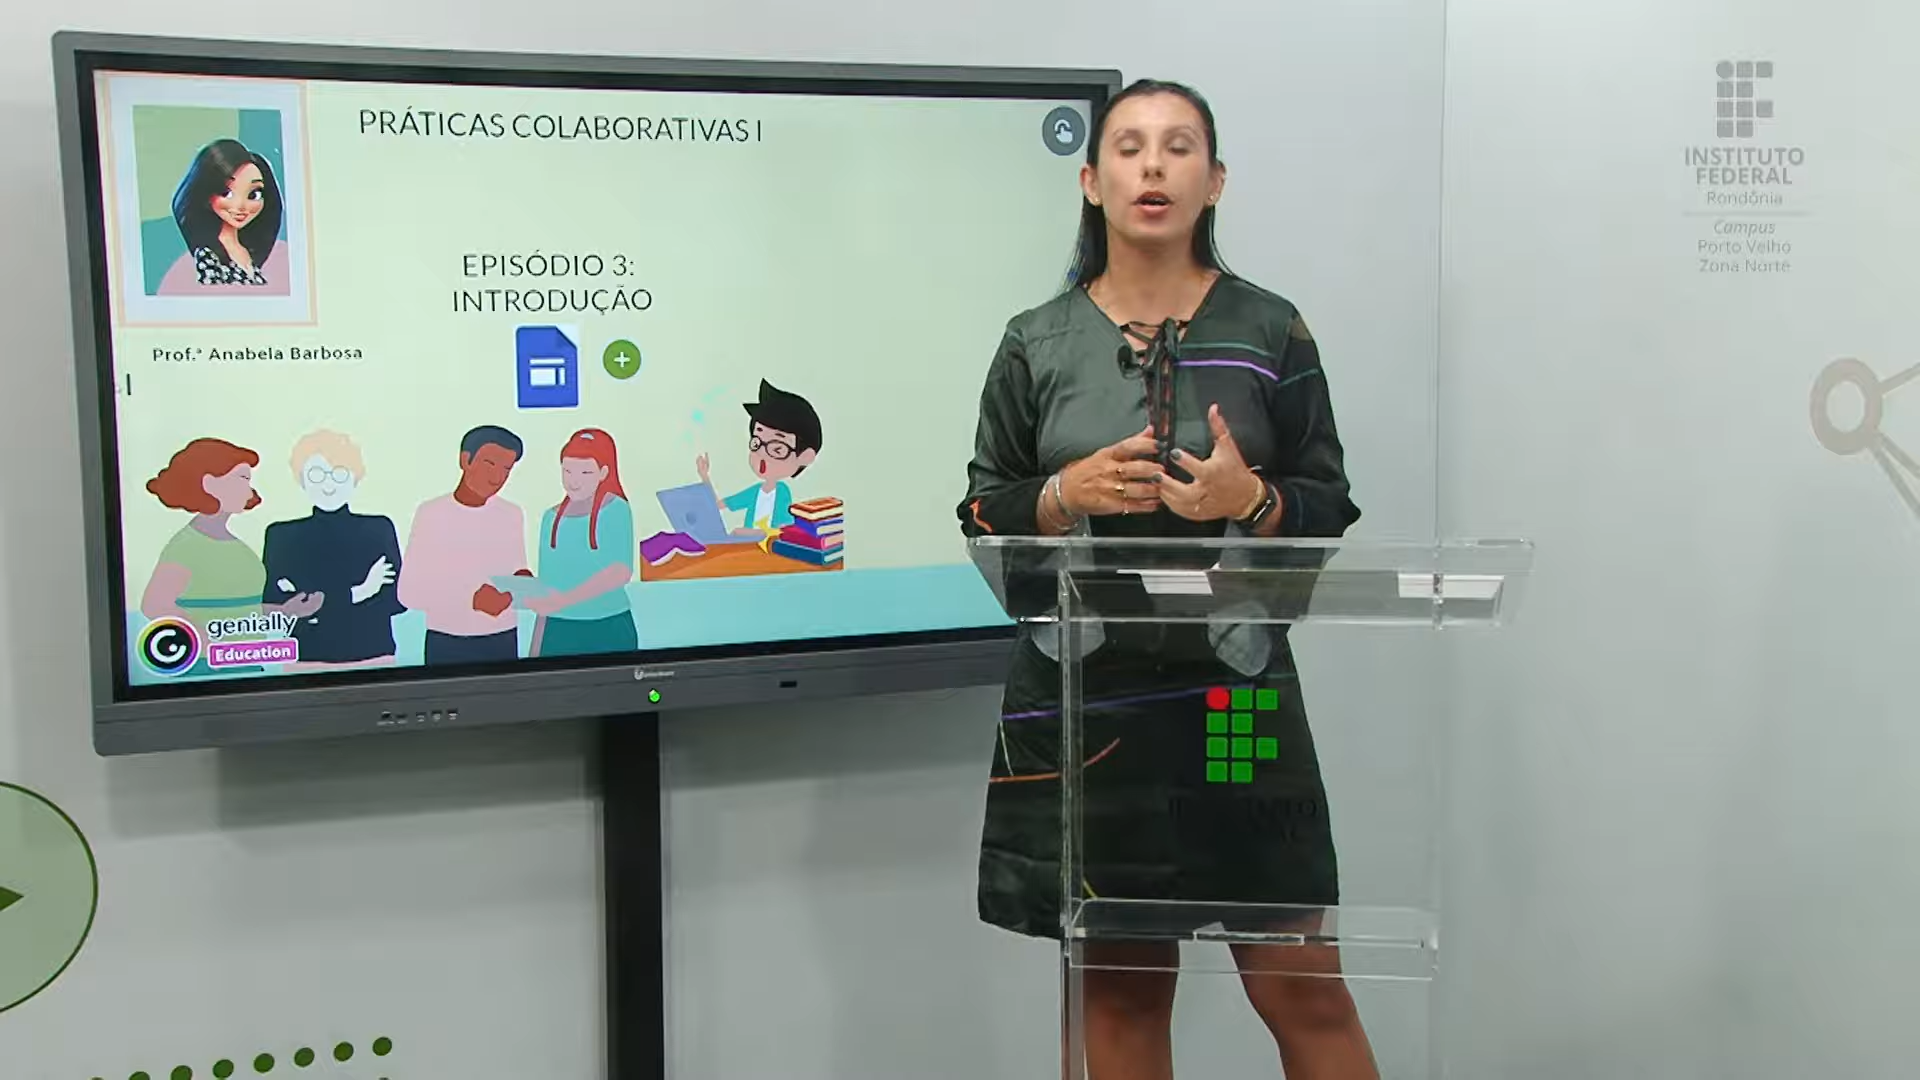 PRÁTICAS COLABORATIVAS I
EPISÓDIO 3:
INTRODUÇÃO
Prof.ª Anabela Barbosa
genially
Education
INSTITUTO
FEDERAL
Rondônia
Campus
Porto Velho
Zona Norte